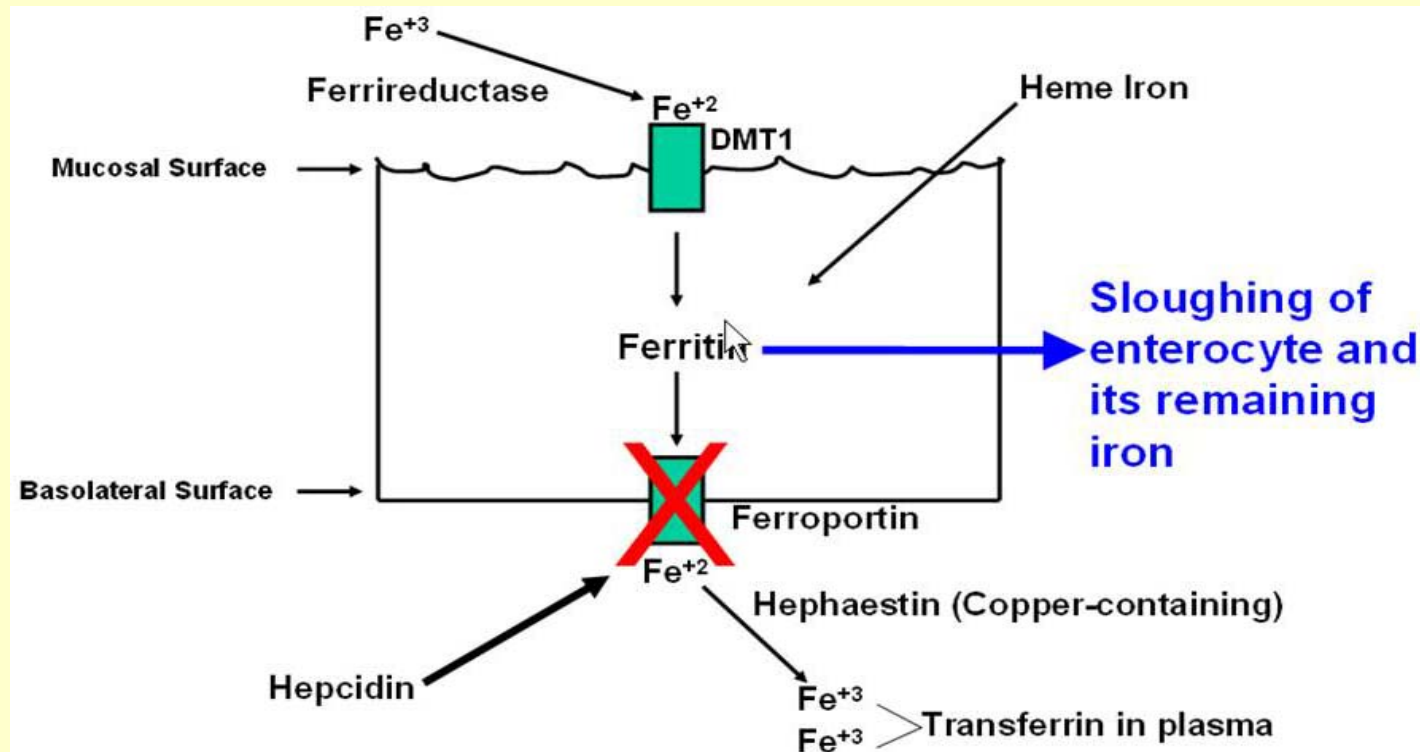 Fe+3
Ferrireductase
Fe+2
DMT1
Heme Iron
Mucosal Surface
Sloughing of
enterocyte and
its remaining
iron
Ferritin
Basolateral Surface
Ferroportin
Fe+2
Hephaestin (Copper-containing)
Hepcidin
Fe+3
Fe+3
Transferrin in plasma